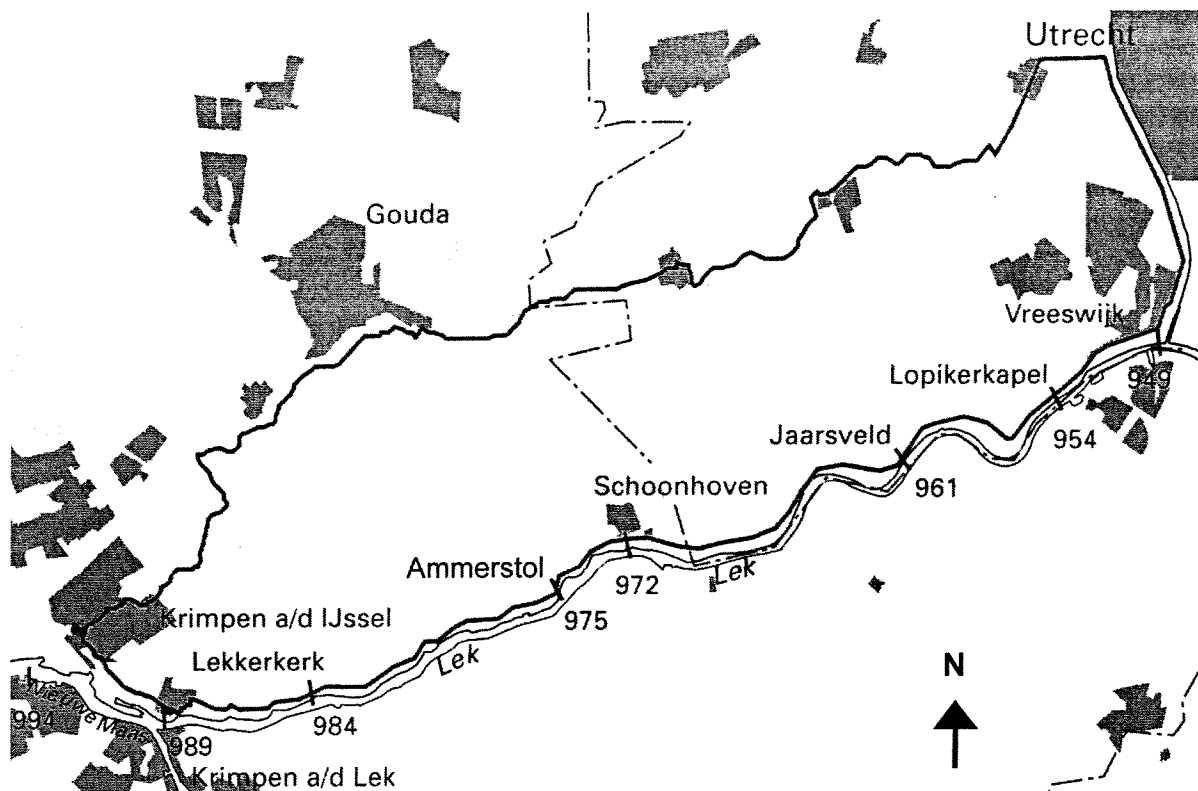 Utrecht
Gouda
Vreeswijk
Lopikerkapel
949
954
Jaarsveld
961
Schoonhoven
Lek
972
Ammerstol
975
Krimpen a/d IJssel
Lekkerkerk
Lek
984
N
994
Nieuwe Maas
989
Krimpen a/d Lek